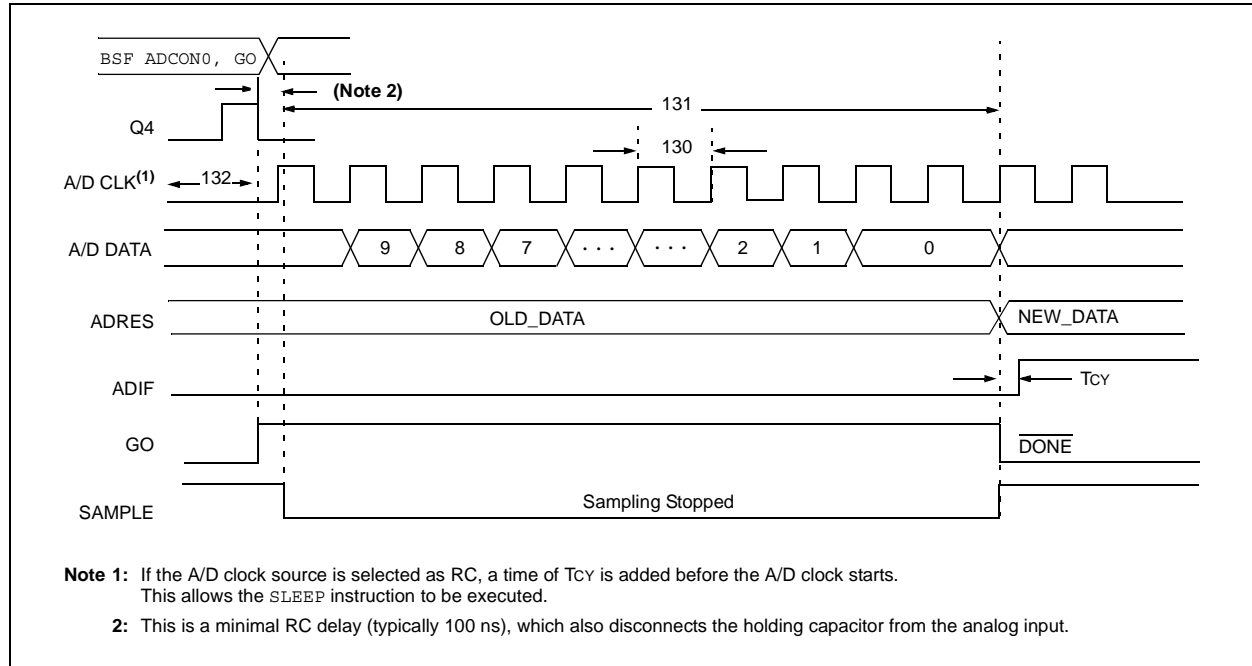 BSF ADCON0, GO
(Note 2)
131
Q4
130
A/D CLK(1)
132
A/D DATA
9 8 7 . . . . . . 2 1 0
ADRES
OLD_DATA
NEW_DATA
ADIF
TCY
GO
DONE
SAMPLE
Sampling Stopped
Note 1: If the A/D clock source is selected as RC, a time of TCY is added before the A/D clock starts.
This allows the SLEEP instruction to be executed.
2: This is a minimal RC delay (typically 100 ns), which also disconnects the holding capacitor from the analog input.